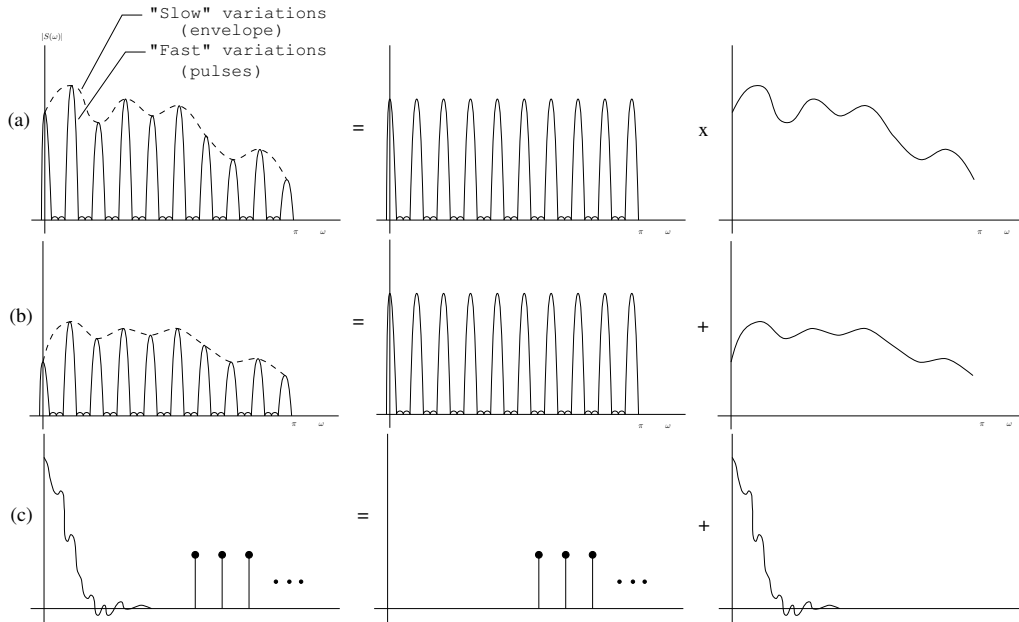 "Slow" variations
(envelope)
|S(ω)|
"Fast" variations
(pulses)
(a)
=
x
π ω
π ω
π ω
(b)
=
+
π ω
π ω
π ω
(c)
=
+